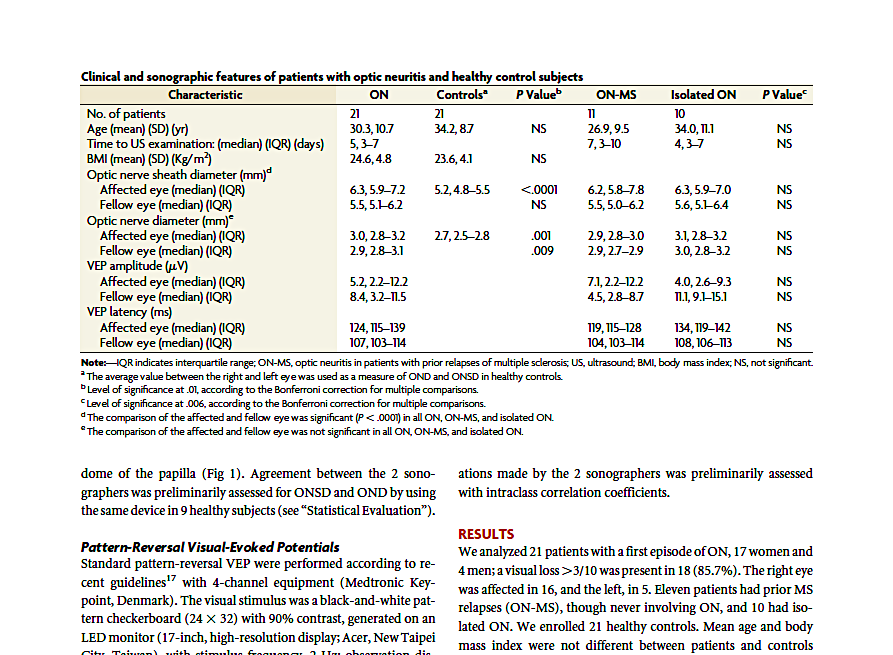 Clinical and sonographic features of patients with optic neuritis and healthy control subjects
Characteristic ON Controlsᵃ P Valueᵇ ON-MS Isolated ON P Valueᶜ
No. of patients 21 21 11 10
Age (mean) (SD) (yr) 30.3, 10.7 34.2, 8.7 NS 26.9, 9.5 34.0, 11.1 NS
Time to US examination: (median) (IQR) (days) 5, 3–7 7, 3–10 4, 3–7 NS
BMI (mean) (SD) (Kg/m²) 24.6, 4.8 23.6, 4.1 NS
Optic nerve sheath diameter (mm)ᵈ
Affected eye (median) (IQR) 6.3, 5.9–7.2 5.2, 4.8–5.5 <.0001 6.2, 5.8–7.8 6.3, 5.9–7.0 NS
Fellow eye (median) (IQR) 5.5, 5.1–6.2 NS 5.5, 5.0–6.2 5.6, 5.1–6.4 NS
Optic nerve diameter (mm)ᵉ
Affected eye (median) (IQR) 3.0, 2.8–3.2 2.7, 2.5–2.8 .001 2.9, 2.8–3.0 3.1, 2.8–3.2 NS
Fellow eye (median) (IQR) 2.9, 2.8–3.1 .009 2.9, 2.7–2.9 3.0, 2.8–3.2 NS
VEP amplitude (μV)
Affected eye (median) (IQR) 5.2, 2.2–12.2 7.1, 2.2–12.2 4.0, 2.6–9.3 NS
Fellow eye (median) (IQR) 8.4, 3.2–11.5 4.5, 2.8–8.7 11.1, 9.1–15.1 NS
VEP latency (ms)
Affected eye (median) (IQR) 124, 115–139 119, 115–128 134, 119–142 NS
Fellow eye (median) (IQR) 107, 103–114 104, 103–114 108, 106–113 NS
Note:—IQR indicates interquartile range; ON-MS, optic neuritis in patients with prior relapses of multiple sclerosis; US, ultrasound; BMI, body mass index; NS, not significant.
ᵃ The average value between the right and left eye was used as a measure of OND and ONSD in healthy controls.
ᵇ Level of significance at .01, according to the Bonferroni correction for multiple comparisons.
ᶜ Level of significance at .006, according to the Bonferroni correction for multiple comparisons.
ᵈ The comparison of the affected and fellow eye was significant (P < .0001) in all ON, ON-MS, and isolated ON.
ᵉ The comparison of the affected and fellow eye was not significant in all ON, ON-MS, and isolated ON.
dome of the papilla (Fig 1). Agreement between the 2 sono-
graphers was preliminarily assessed for ONSD and OND by using
the same device in 9 healthy subjects (see “Statistical Evaluation”).
Pattern-Reversal Visual-Evoked Potentials
Standard pattern-reversal VEP were performed according to re-
cent guidelines¹⁷ with 4-channel equipment (Medtronic Key-
point, Denmark). The visual stimulus was a black-and-white pat-
tern checkerboard (24 × 32) with 90% contrast, generated on an
LED monitor (17-inch, high-resolution display; Acer, New Taipei
City, Taiwan), with stimulus frequency, 2 Hz; observation dis-
ations made by the 2 sonographers was preliminarily assessed
with intraclass correlation coefficients.
RESULTS
We analyzed 21 patients with a first episode of ON, 17 women and
4 men; a visual loss >3/10 was present in 18 (85.7%). The right eye
was affected in 16, and the left, in 5. Eleven patients had prior MS
relapses (ON-MS), though never involving ON, and 10 had iso-
lated ON. We enrolled 21 healthy controls. Mean age and body
mass index were not different between patients and controls